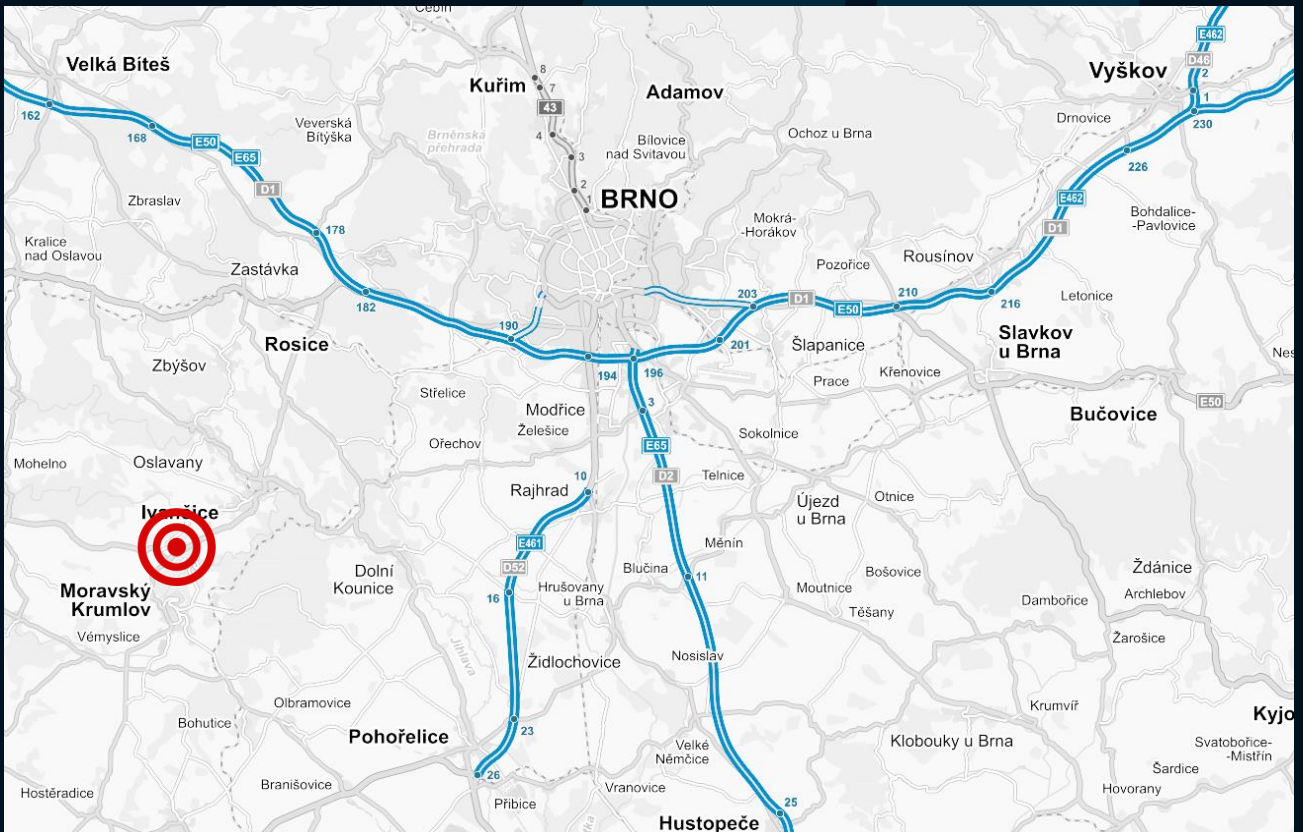 Cebín
E462
Velká Bíteš
D46
Vyškov
2
8
Kuřim
7
Adamov
1
162
43
230
168
Veverská
Bítýška
Drnovice
E50
Brněnská
přehrada
4
Bílovice
nad Svitavou
Ochoz u Brna
E65
3
226
D1
2
E462
Zbraslav
BRNO
1
Mokrá-
-Horákov
D1
Bohdalice-
-Pavlovice
178
Kralice
nad Oslavou
Zastávka
Pozořice
Rousínov
182
203
D1
E50
210
216
Letonice
190
Rosice
201
Šlapanice
Slavkov
u Brna
Zbýšov
194
196
Křenovice
Prace
Střelice
3
E50
Modřice
Želešice
Bučovice
Ořechov
E65
Sokolnice
Mohelno
Oslavany
10
D2
Telnice
Rajhrad
Újezd
u Brna
Otnice
Ivančice
E461
Měnín
D52
Dolní
Kounice
Blučina
11
Bošovice
Ždánice
Moravský
Krumlov
16
Hrušovany
u Brna
Moutnice
Archlebov
Těšany
Dambořice
Vémyslice
Jihlava
Žarošice
Židlochovice
Nosislav
Olbramovice
Krumvíř
Bohutice
23
Kyjo
Pohořelice
Velké
Němčice
Klobouky u Brna
Svatobořice-
-Mistřín
26
Šardice
Branišovice
Vranovice
Hovorany
Hostěradice
Přibice
25
Hustopeče